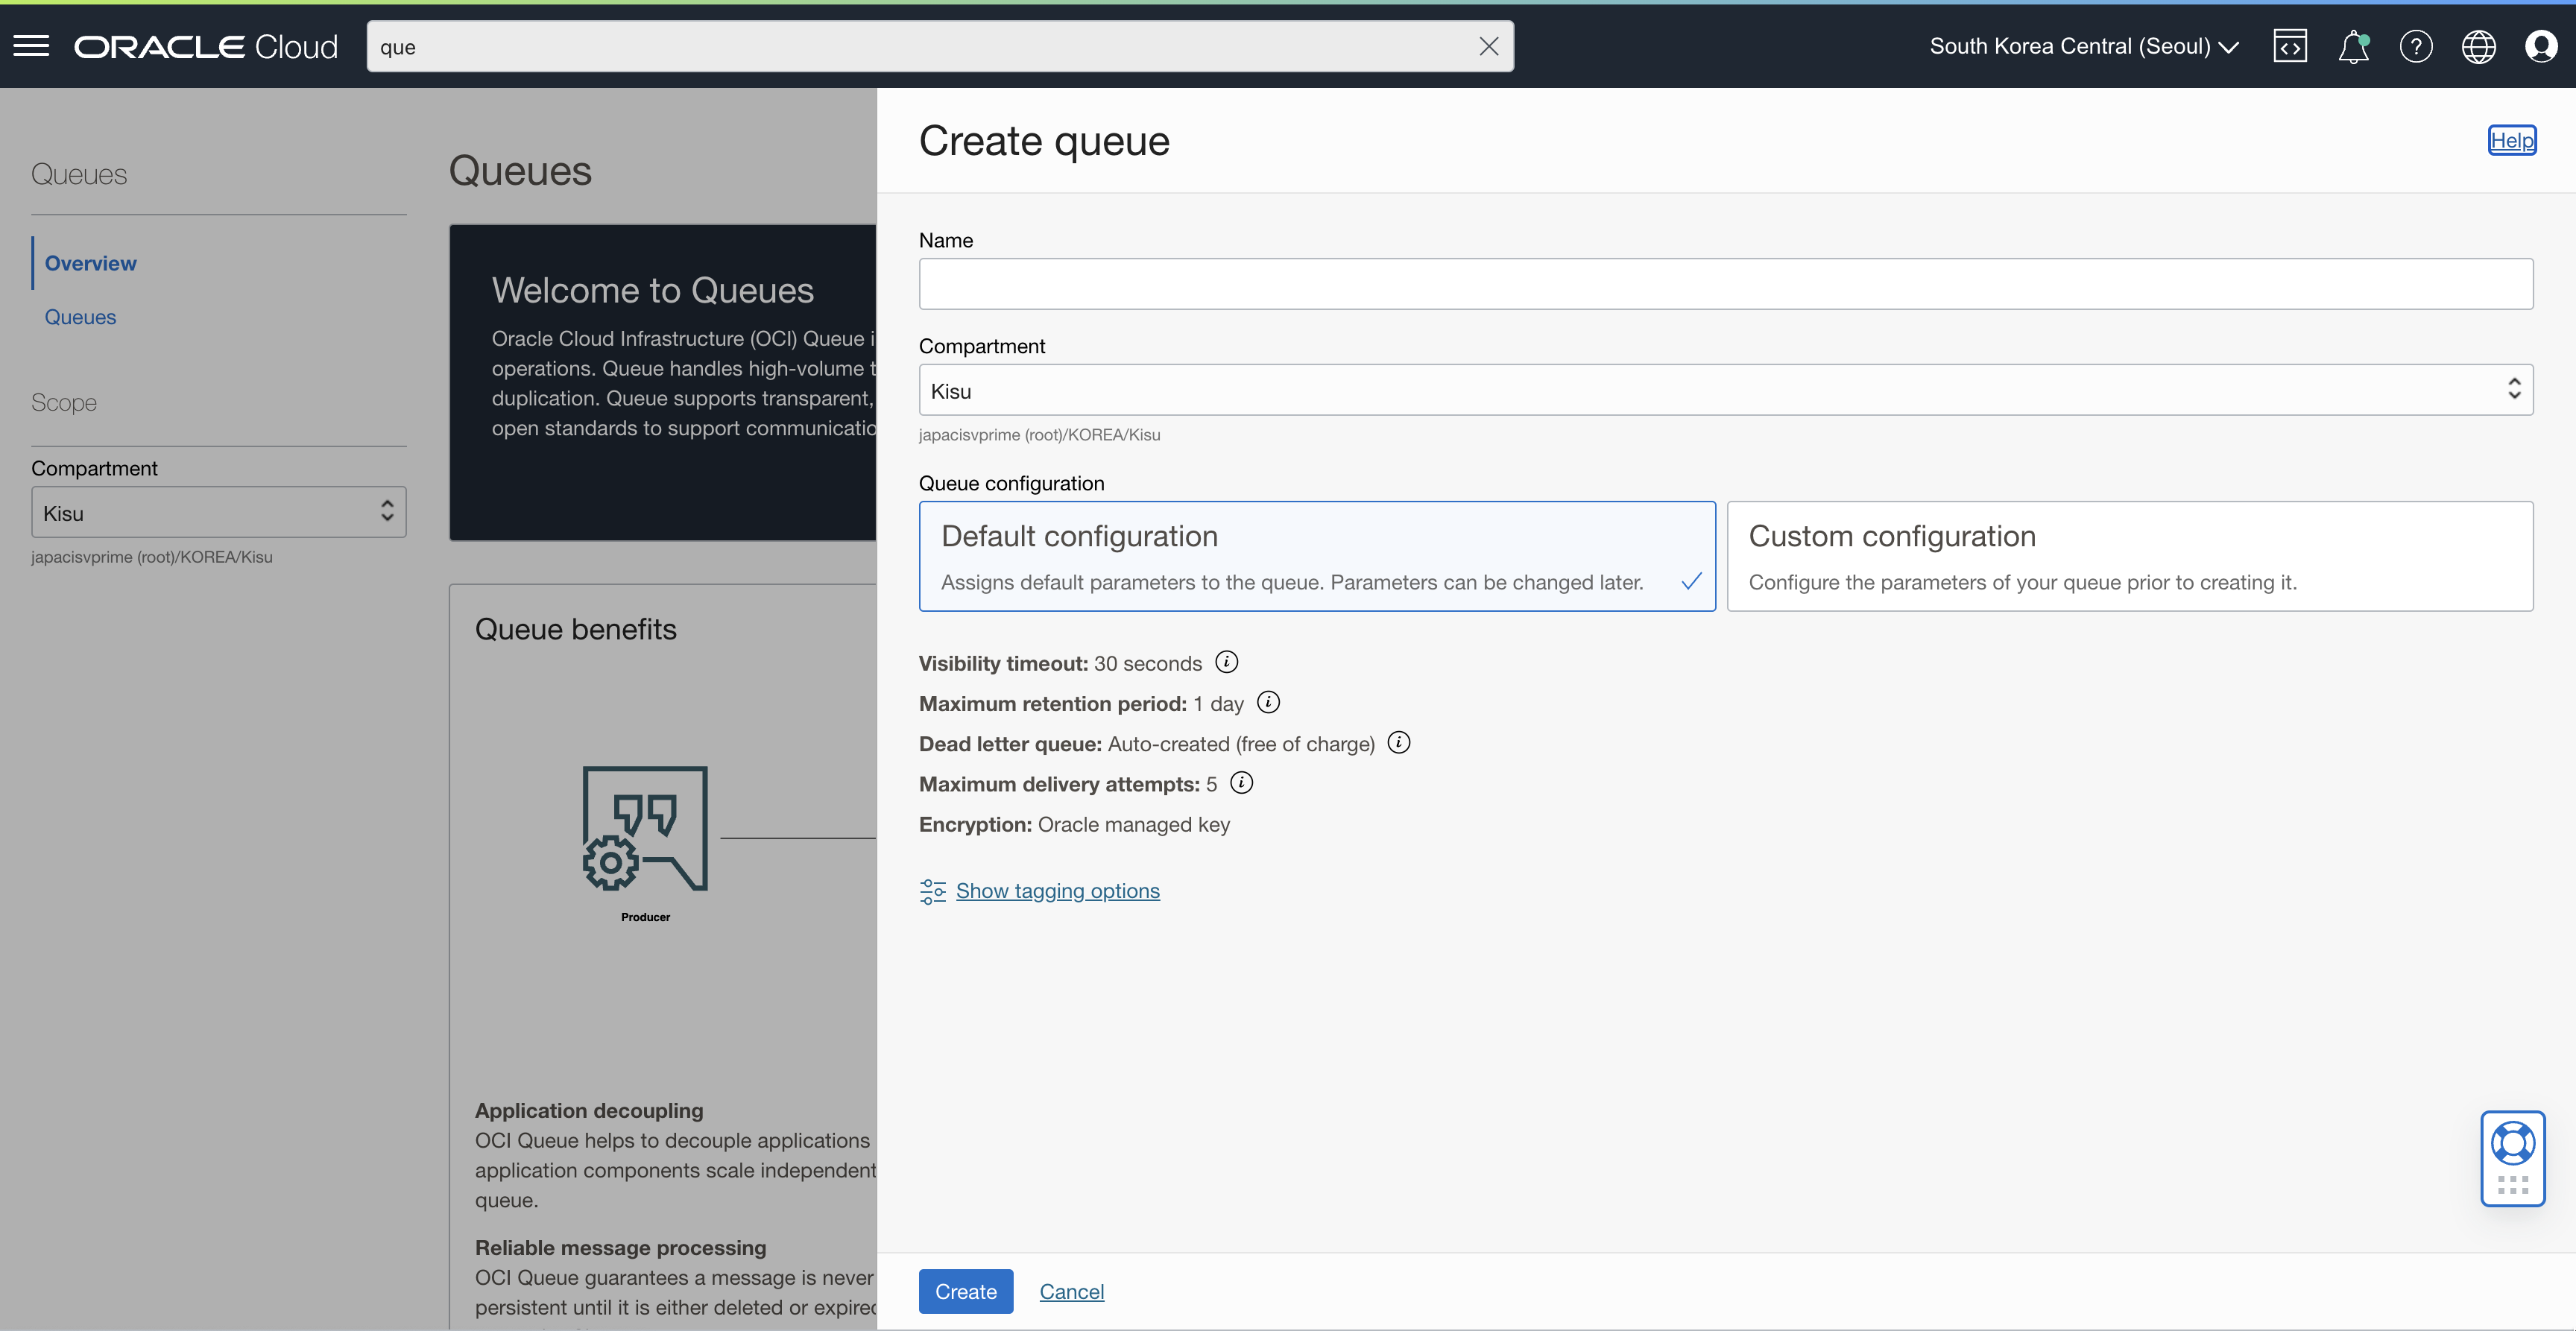 ORACLE Cloud
que
South Korea Central (Seoul)
Queues
Overview
Queues
Scope
Compartment
Kisu
japacisvprime (root)/KOREA/Kisu
Queues
Welcome to Queues
Oracle Cloud Infrastructure (OCI) Queue
operations. Queue handles high-volume
duplication. Queue supports transparent,
open standards to support
Queue benefits
Producer
Application decoupling
OCI Queue helps to decouple applications
application components scale
queue.
Reliable message processing
OCI Queue guarantees a message is never
persistent until it is either deleted or
Create queue
Help
Name
Compartment
Kisu
japacisvprime (root)/KOREA/Kisu
Queue configuration
Default configuration
Assigns default parameters to the queue. Parameters can be changed later.
Custom configuration
Configure the parameters of your queue prior to creating it.
Visibility timeout: 30 seconds
Maximum retention period: 1 day
Dead letter queue: Auto-created (free of charge)
Maximum delivery attempts: 5
Encryption: Oracle managed key
Show tagging options
Create
Cancel